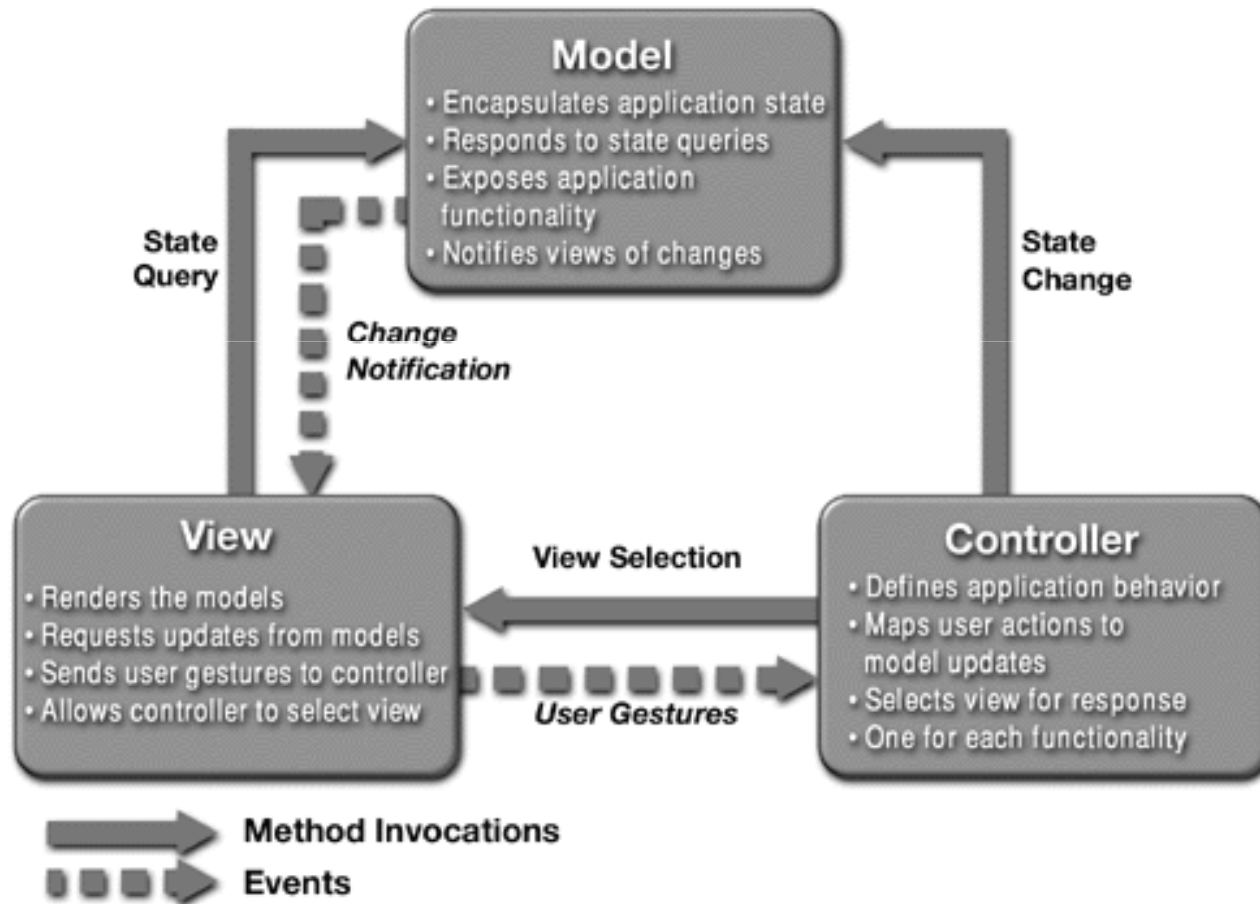 Model
• Encapsulates application state
• Responds to state queries
• Exposes application
functionality
• Notifies views of changes
State
Query
Change
Notification
State
Change
View
• Renders the models
• Requests updates from models
• Sends user gestures to controller
• Allows controller to select view
View Selection
User Gestures
Controller
• Defines application behavior
• Maps user actions to
model updates
• Selects view for response
• One for each functionality
Method Invocations
Events